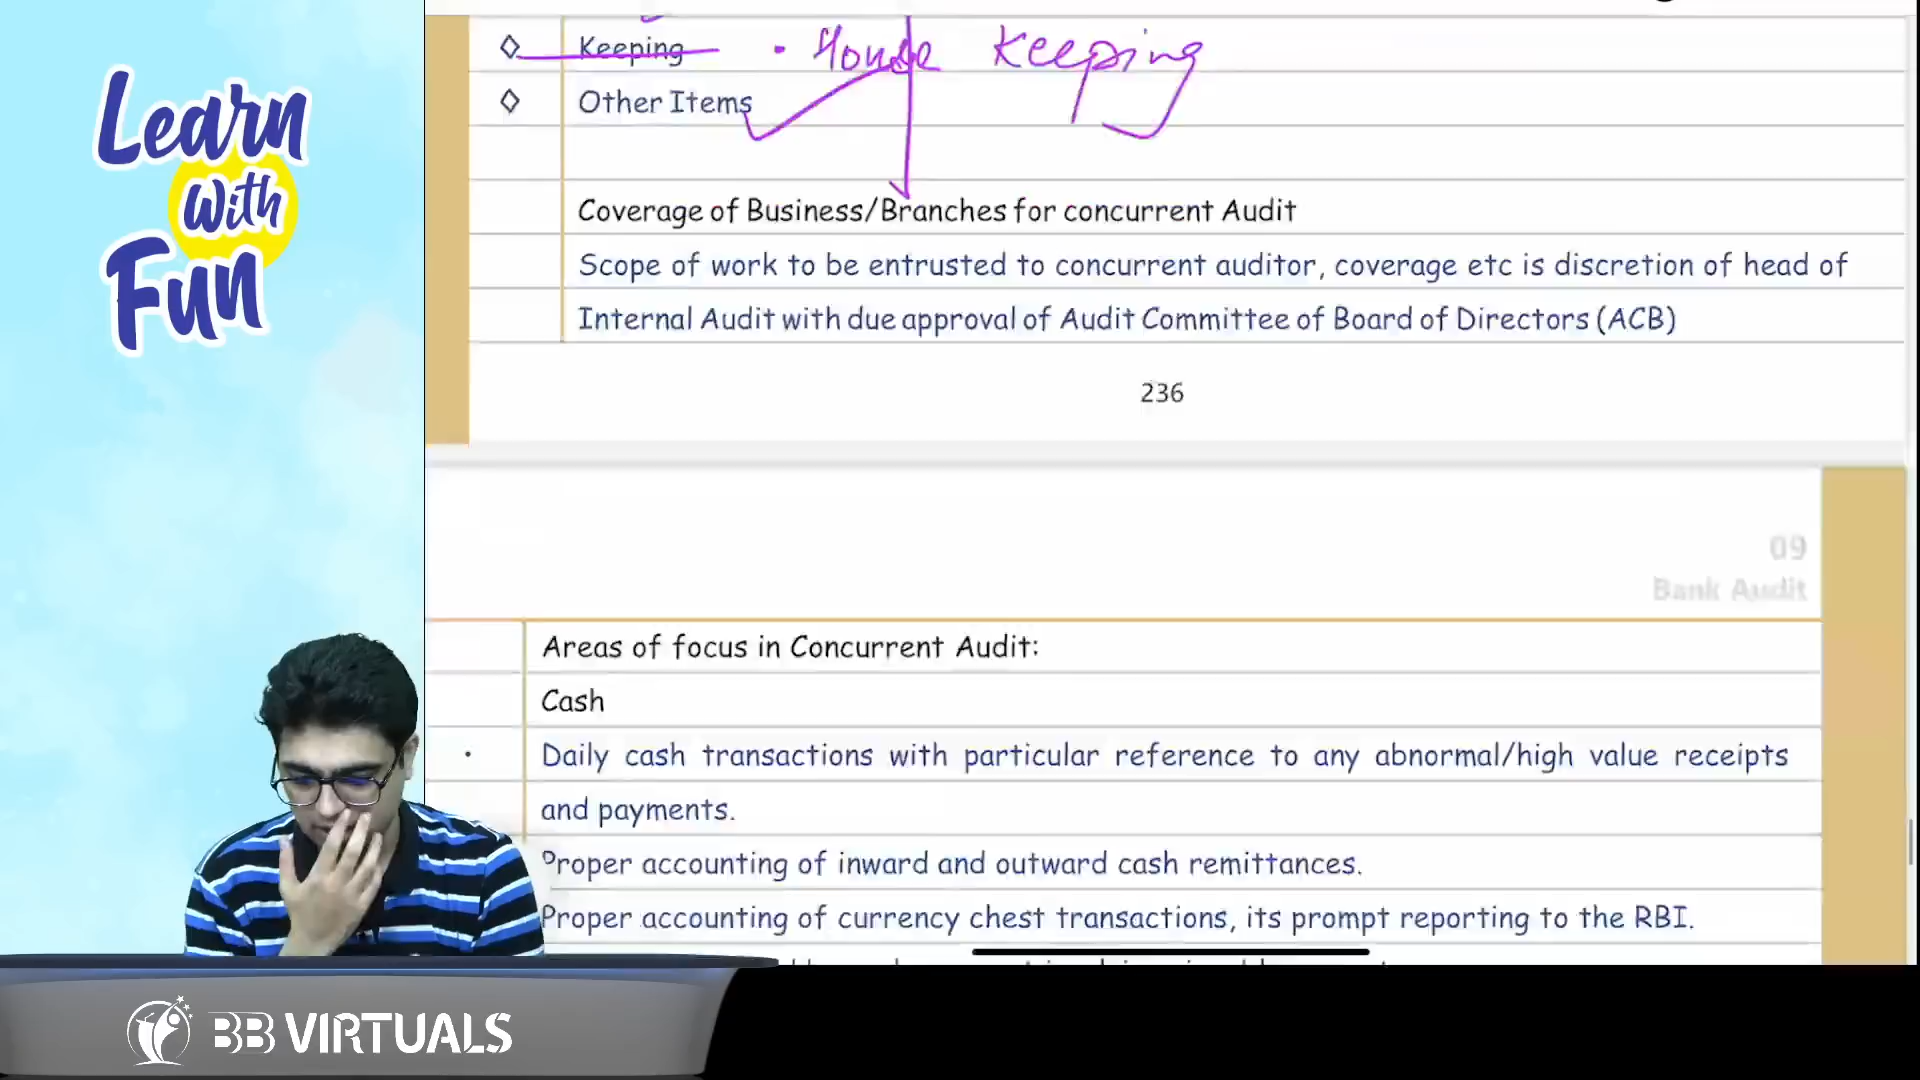 Learn
with
Fun
◇ Keeping • House Keeping
◇ Other Items
Coverage of Business/Branches for concurrent Audit
Scope of work to be entrusted to concurrent auditor, coverage etc is discretion of head of
Internal Audit with due approval of Audit Committee of Board of Directors (ACB)
236
09
Bank Audit
Areas of focus in Concurrent Audit:
Cash
• Daily cash transactions with particular reference to any abnormal/high value receipts
and payments.
Proper accounting of inward and outward cash remittances.
Proper accounting of currency chest transactions, its prompt reporting to the RBI.
BB VIRTUALS